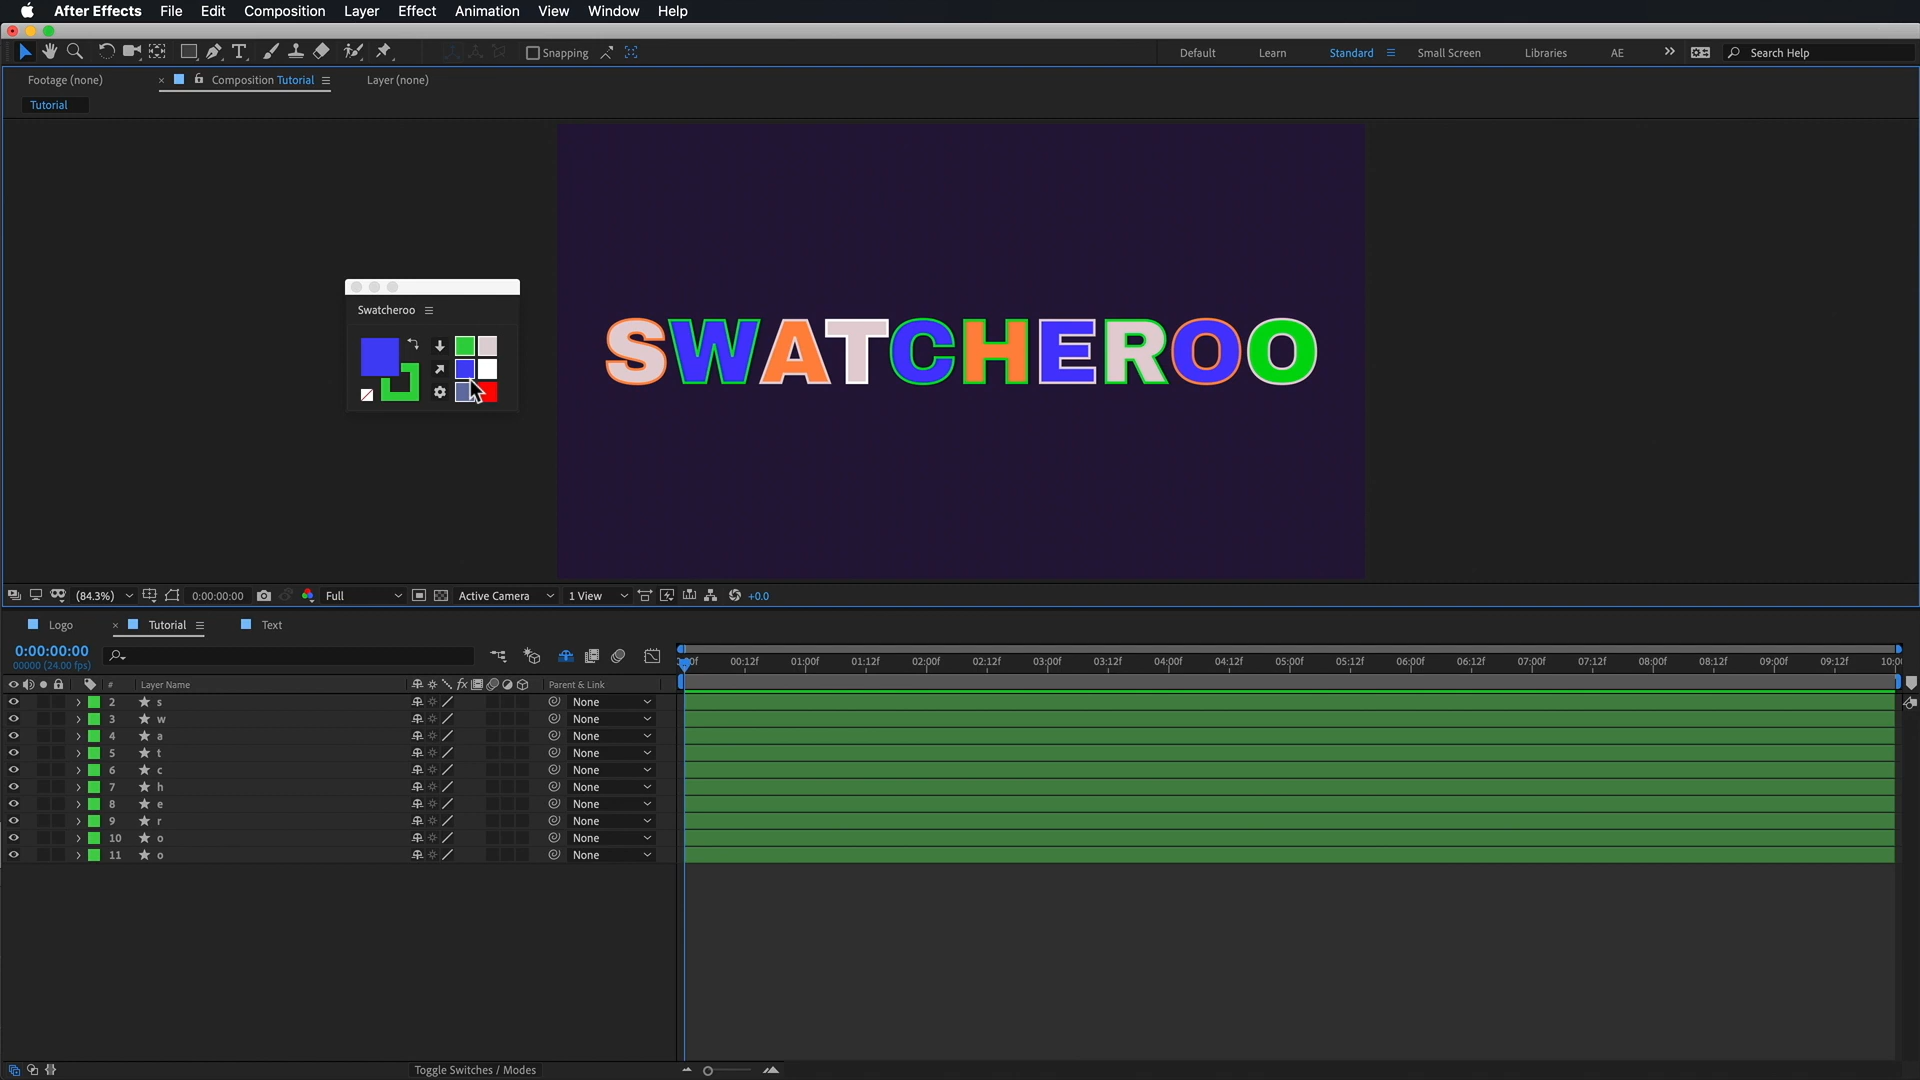 After Effects File Edit Composition Layer Effect Animation View Window Help
Snapping Default Learn Standard Small Screen Libraries AE Search Help
Footage (none) Composition Tutorial Layer (none)
Tutorial
Swatcheroo
SWATCHEROO
(84.3%) 0:00:00:00 Full Active Camera 1 View +0.0
Logo Tutorial Text
0:00:00:00
00000 (24.00 fps)
00:12f 01:00f 01:12f 02:00f 02:12f 03:00f 03:12f 04:00f 04:12f 05:00f 05:12f 06:00f 06:12f 07:00f 07:12f 08:00f 08:12f 09:00f 09:12f
# Layer Name Parent & Link
2 s None
3 w None
4 a None
5 t None
6 c None
7 h None
8 e None
9 r None
10 o None
11 o None
Toggle Switches / Modes